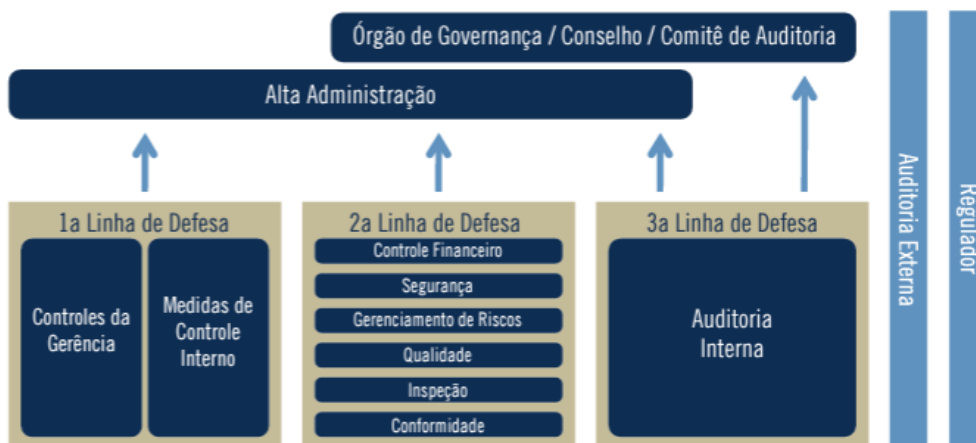 Órgão de Governança / Conselho / Comitê de Auditoria
Alta Administração
1a Linha de Defesa
Controles da
Gerência
Medidas de
Controle
Interno
2a Linha de Defesa
Controle Financeiro
Segurança
Gerenciamento de Riscos
Qualidade
Inspeção
Conformidade
3a Linha de Defesa
Auditoria
Interna
Auditoria Externa
Regulador